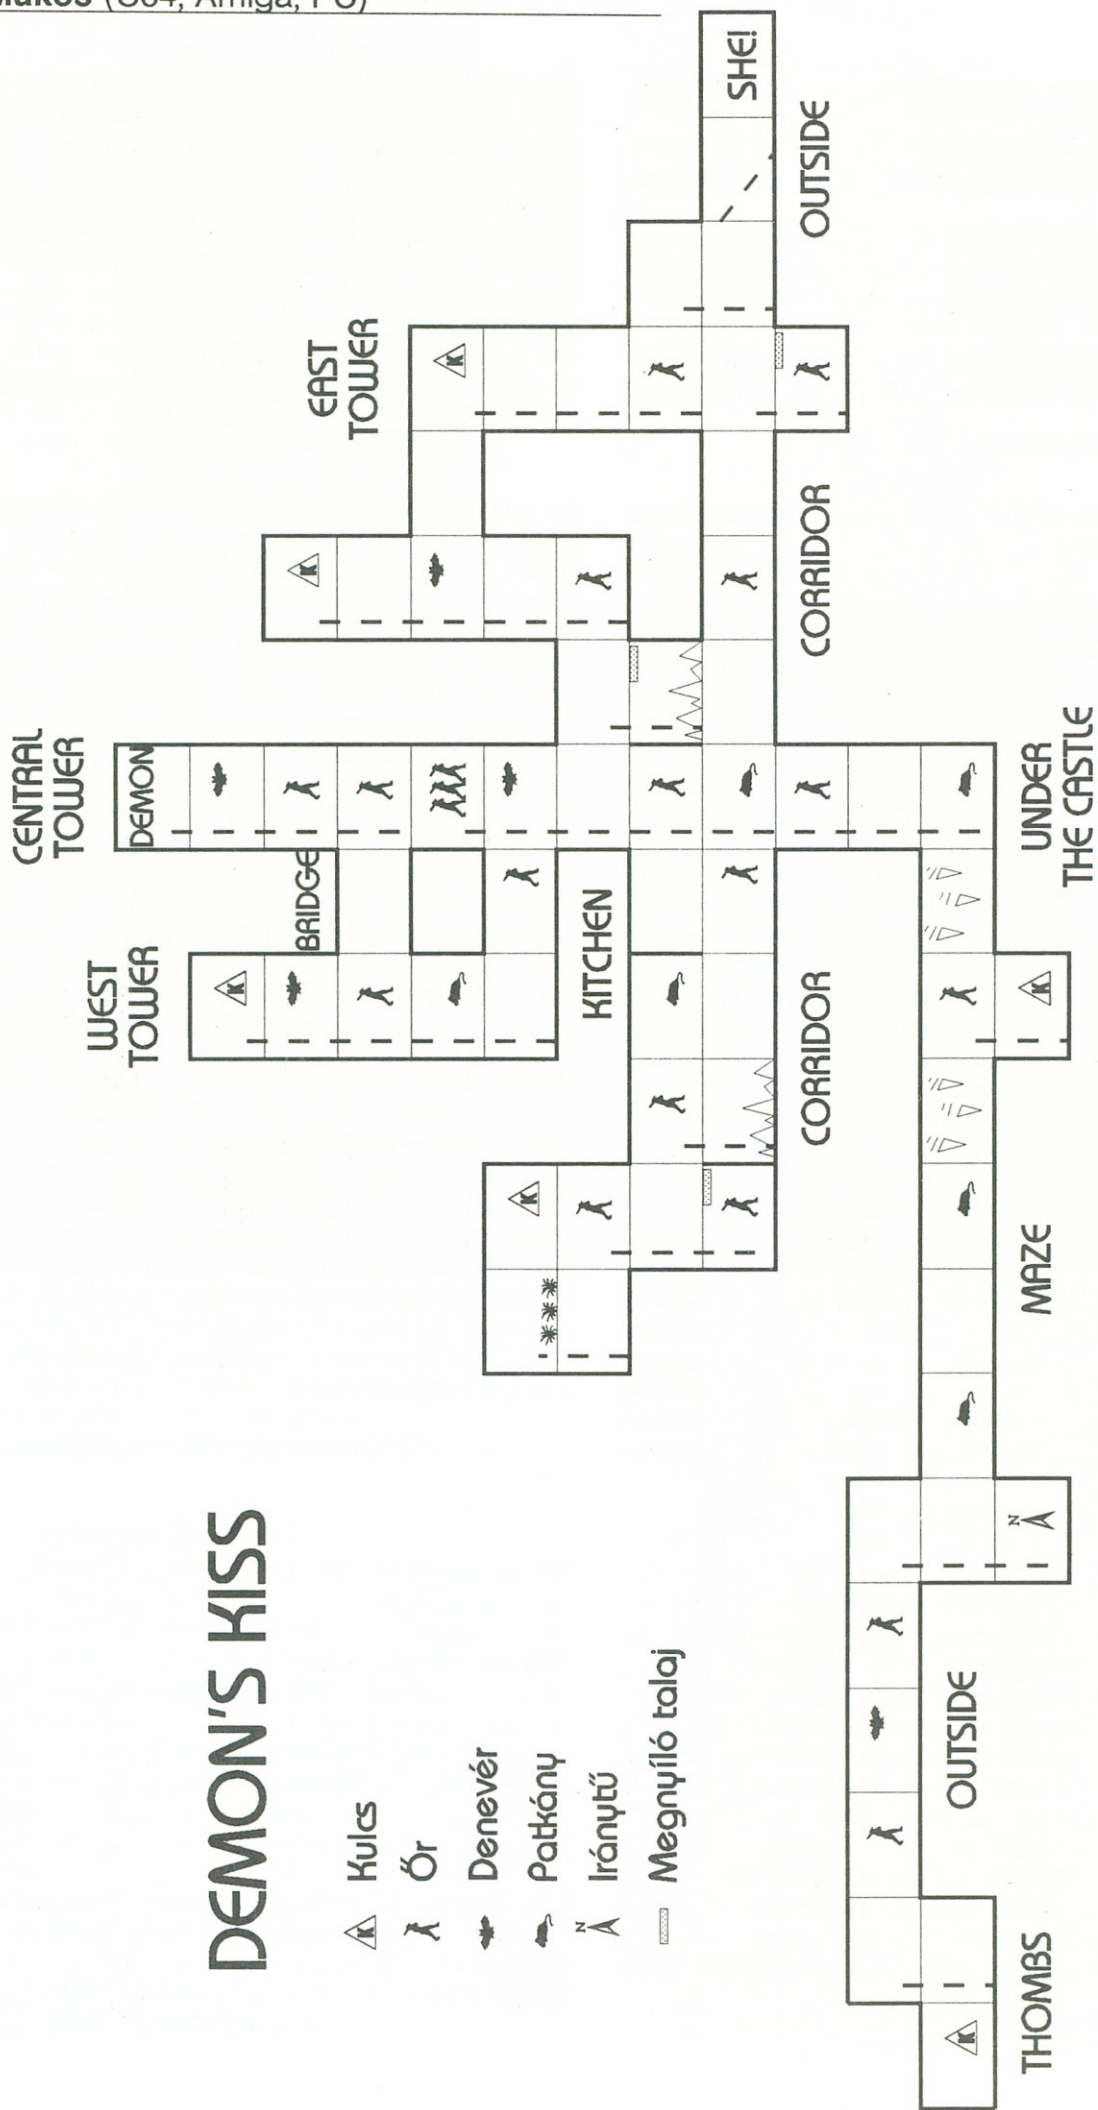 DEMON'S KISS
Kulcs
Őr
Denevér
Patkány
N
Iránytű
Megnyíló talaj
CENTRAL
TOWER
DEMON
WEST
TOWER
K
BRIDGE
KITCHEN
K
EAST
TOWER
K
K
K
SHE!
OUTSIDE
CORRIDOR
CORRIDOR
UNDER
THE CASTLE
K
MAZE
N
OUTSIDE
THOMBS
K